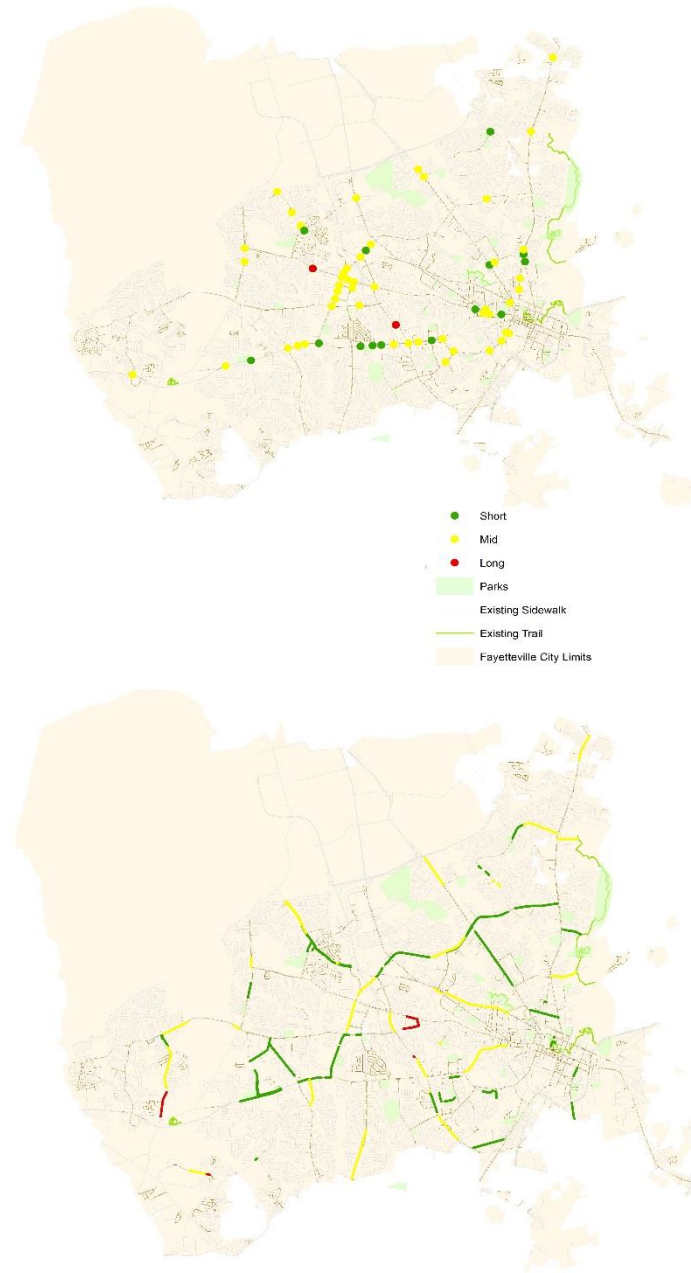 Short
Mid
Long
Parks
Existing Sidewalk
Existing Trail
Fayetteville City Limits